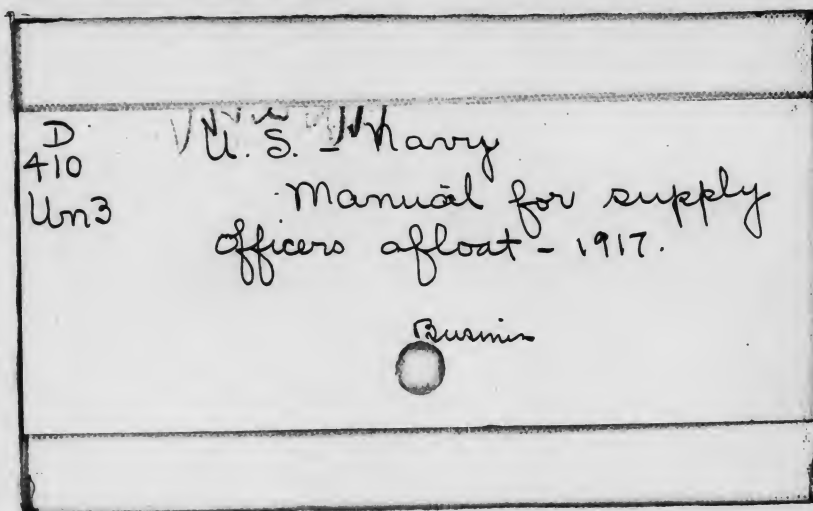 D
410
Un3
U. S. - Navy
Manual for supply
officers afloat - 1917.